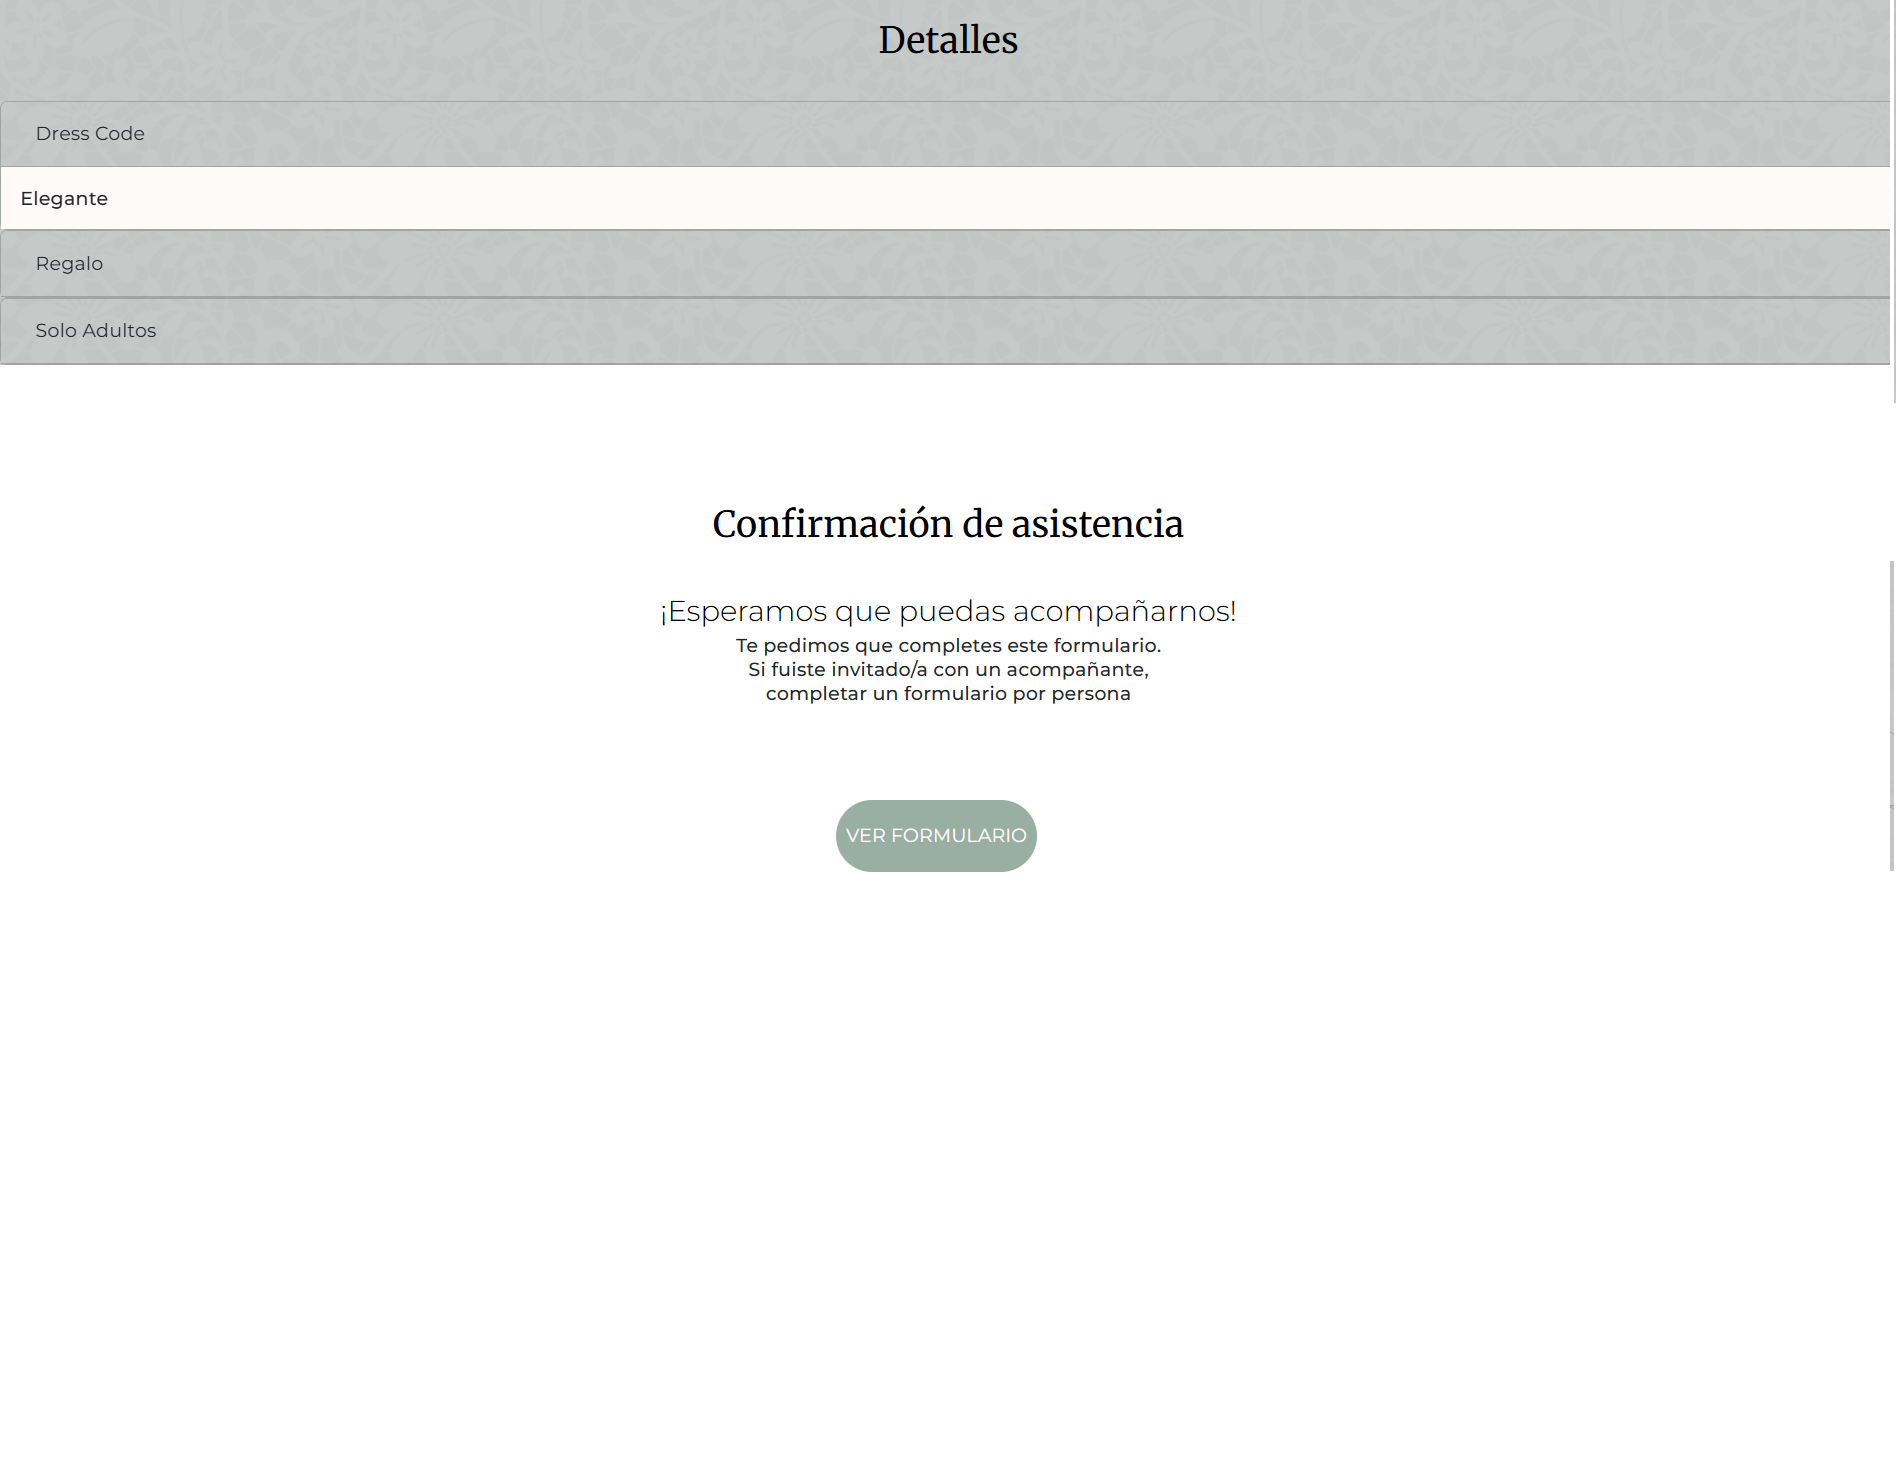 Detalles
Dress Code
Elegante
Regalo
Solo Adultos
Confirmación de asistencia
¡Esperamos que puedas acompañarnos!
Te pedimos que completes este formulario.
Si fuiste invitado/a con un acompañante,
completar un formulario por persona
VER FORMULARIO